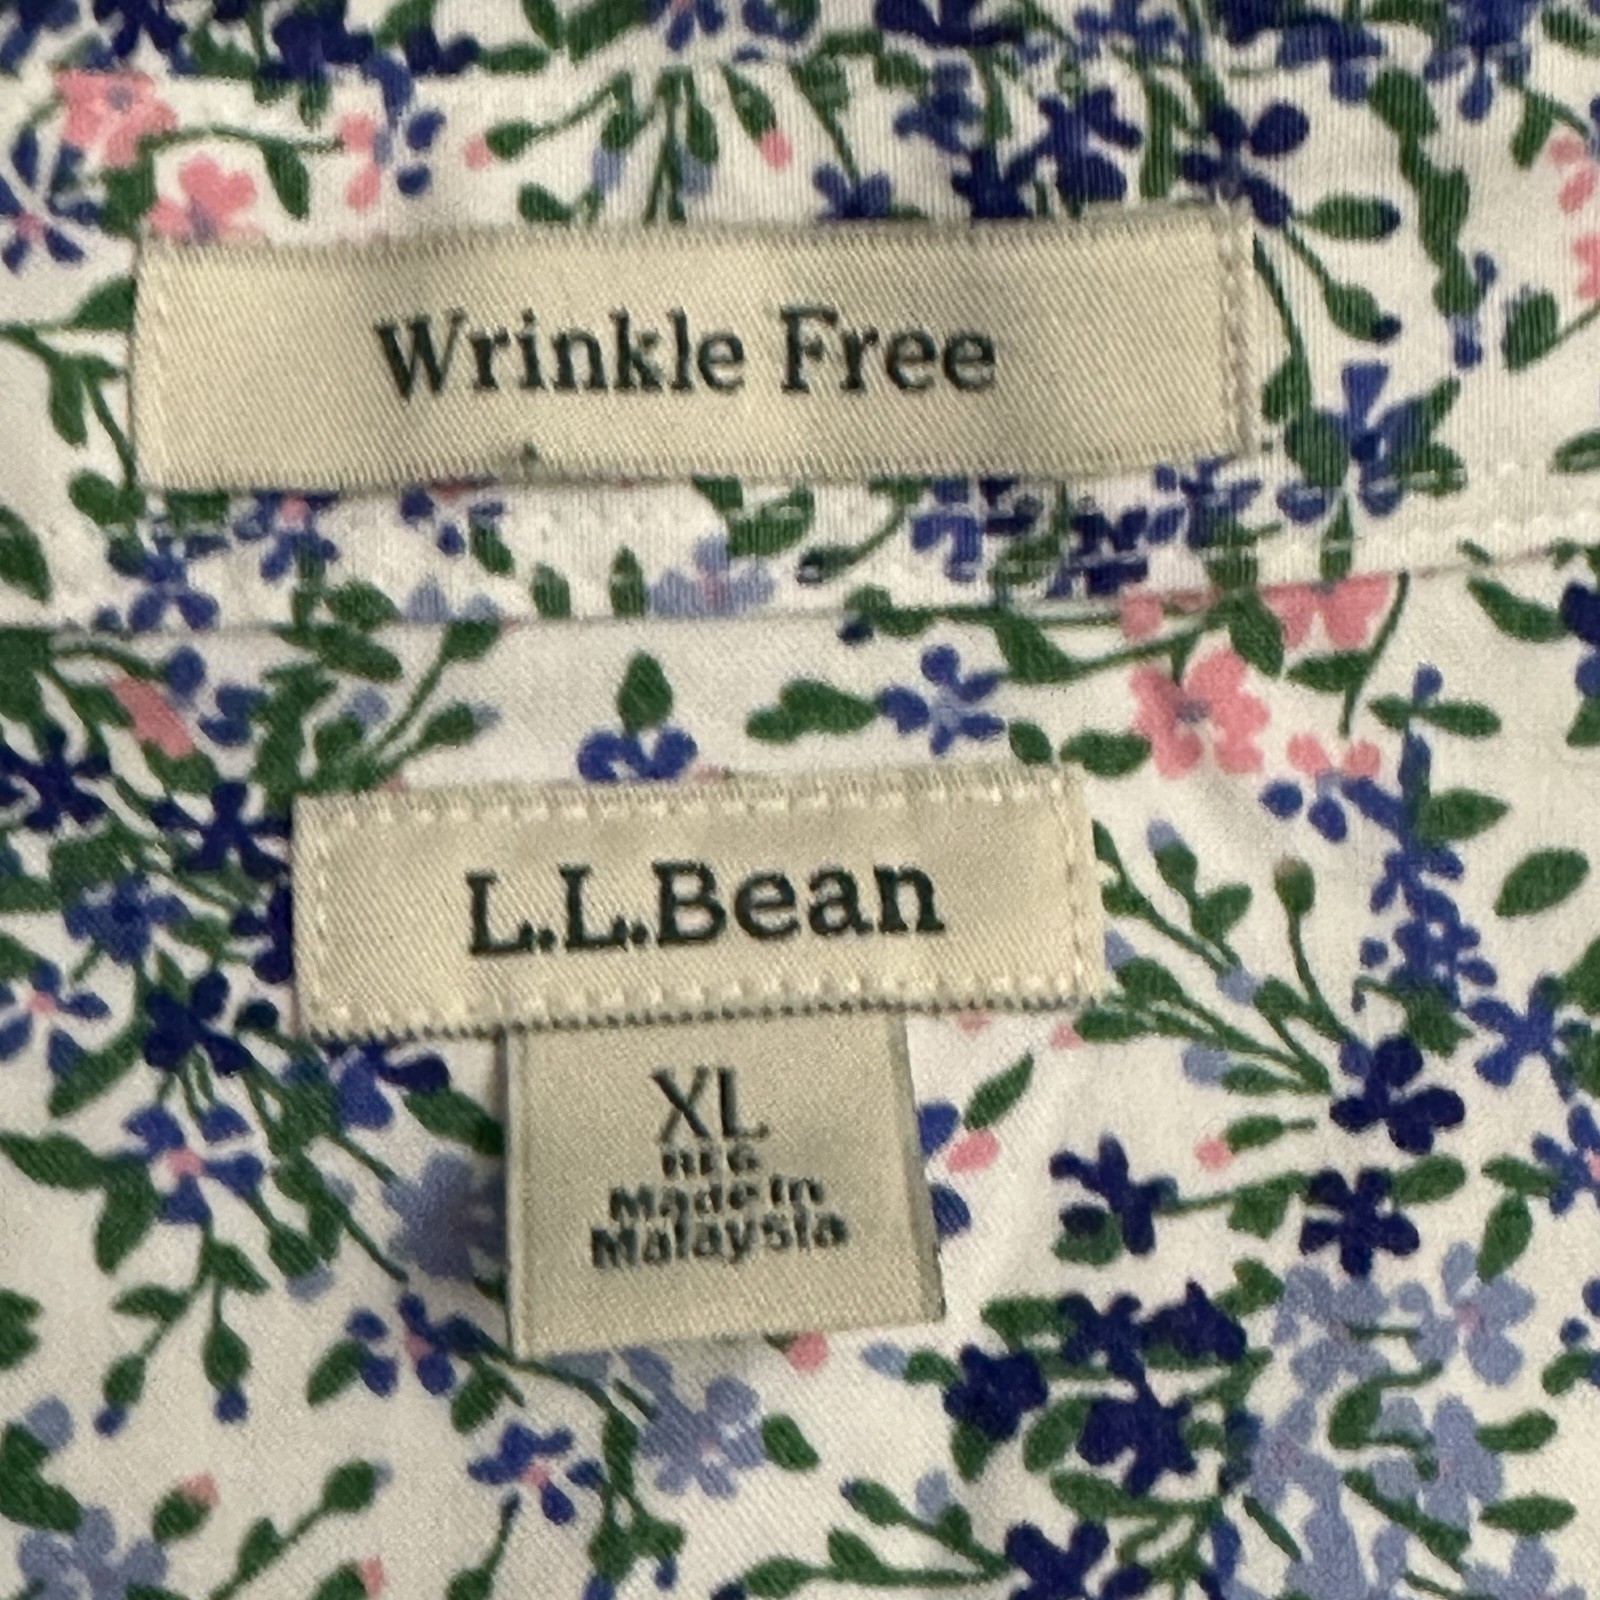 Wrinkle Free
L.L.Bean
XL
REG
Made in
Malaysia